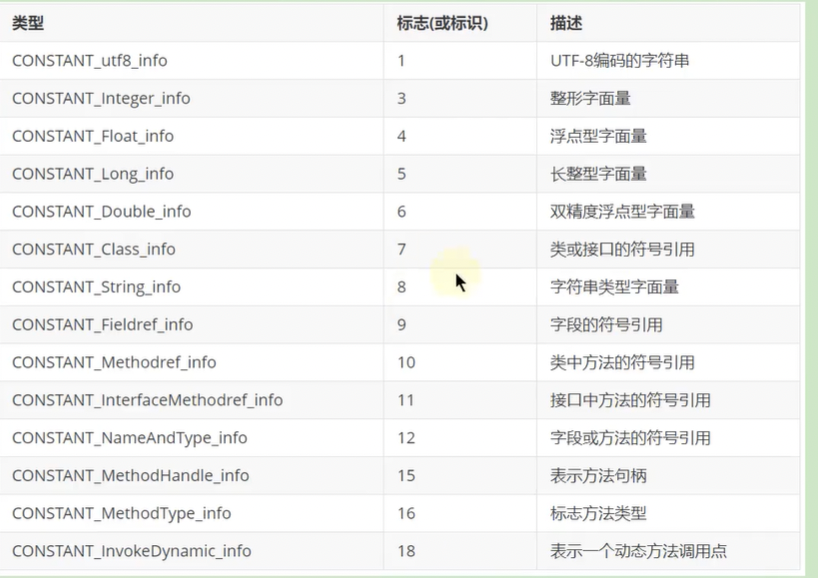 类型 标志(或标识) 描述
CONSTANT_utf8_info 1 UTF-8编码的字符串
CONSTANT_Integer_info 3 整形字面量
CONSTANT_Float_info 4 浮点型字面量
CONSTANT_Long_info 5 长整型字面量
CONSTANT_Double_info 6 双精度浮点型字面量
CONSTANT_Class_info 7 类或接口的符号引用
CONSTANT_String_info 8 字符串类型字面量
CONSTANT_Fieldref_info 9 字段的符号引用
CONSTANT_Methodref_info 10 类中方法的符号引用
CONSTANT_InterfaceMethodref_info 11 接口中方法的符号引用
CONSTANT_NameAndType_info 12 字段或方法的符号引用
CONSTANT_MethodHandle_info 15 表示方法句柄
CONSTANT_MethodType_info 16 标志方法类型
CONSTANT_InvokeDynamic_info 18 表示一个动态方法调用点